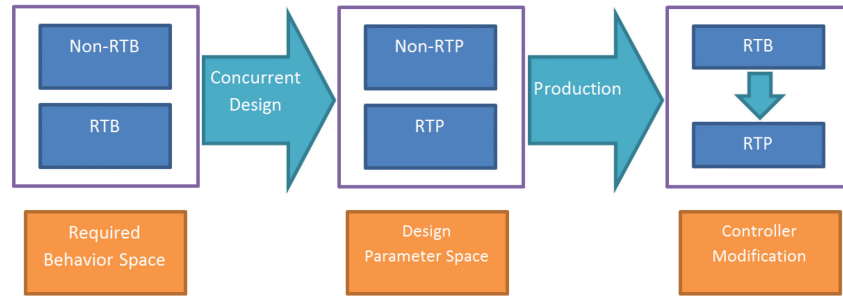 Non-RTB
RTB
Concurrent
Design
Non-RTP
RTP
Production
RTB
RTP
Required
Behavior Space
Design
Parameter Space
Controller
Modification